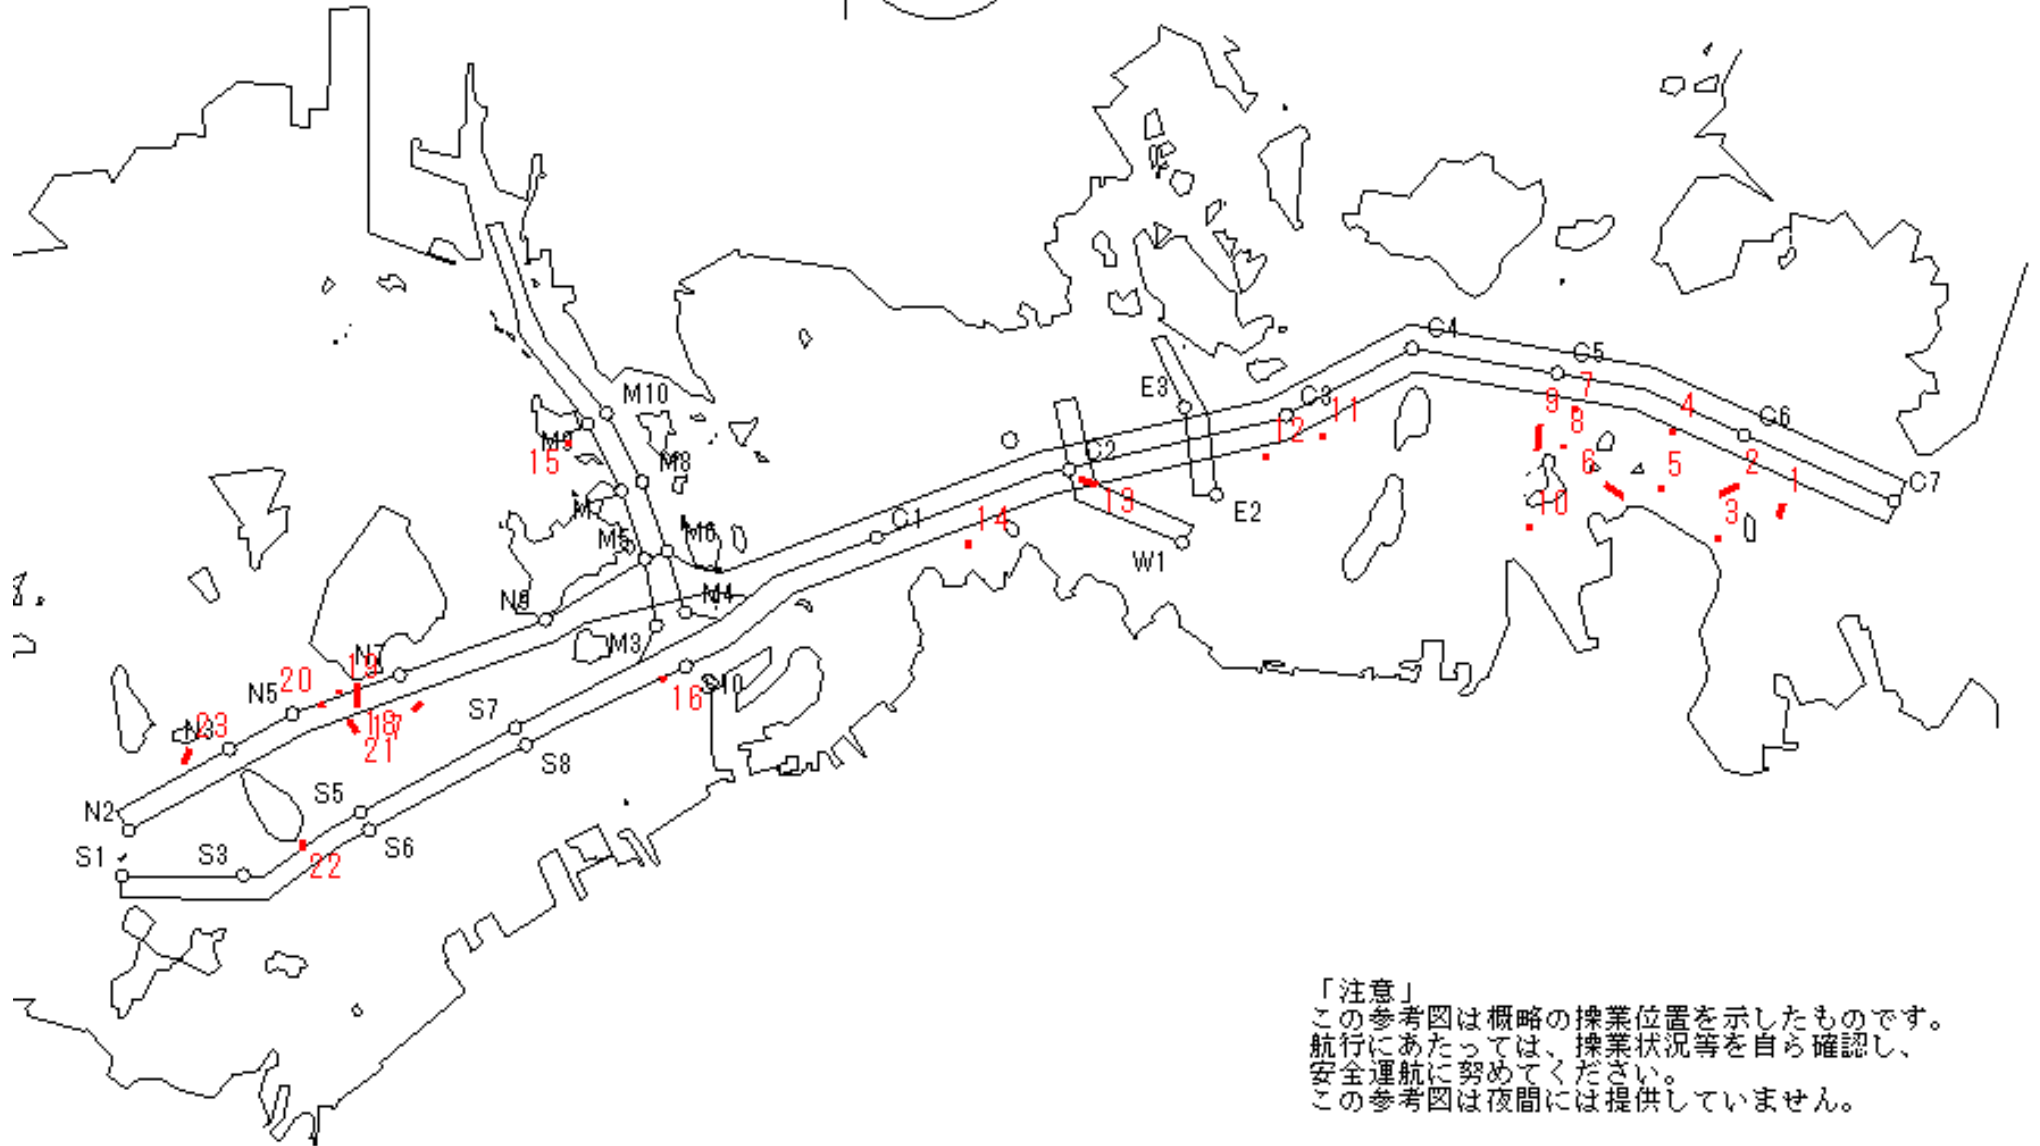 C4
C5
7
M10
E3
C3
11
9
4
C6
12
8
M9
15
M8
C2
6
5
2
1
C7
M7
13
10
3
E2
C1
14
M5
M6
W1
N9
M4
M3
N7
19
20
N5
S10
16
18
17
S7
N3
23
21
S8
S5
N2
S6
S1
S3
22
「注意」
この参考図は概略の操業位置を示したものです。
航行にあたっては、操業状況等を自ら確認し、
安全運航に努めてください。
この参考図は夜間には提供していません。